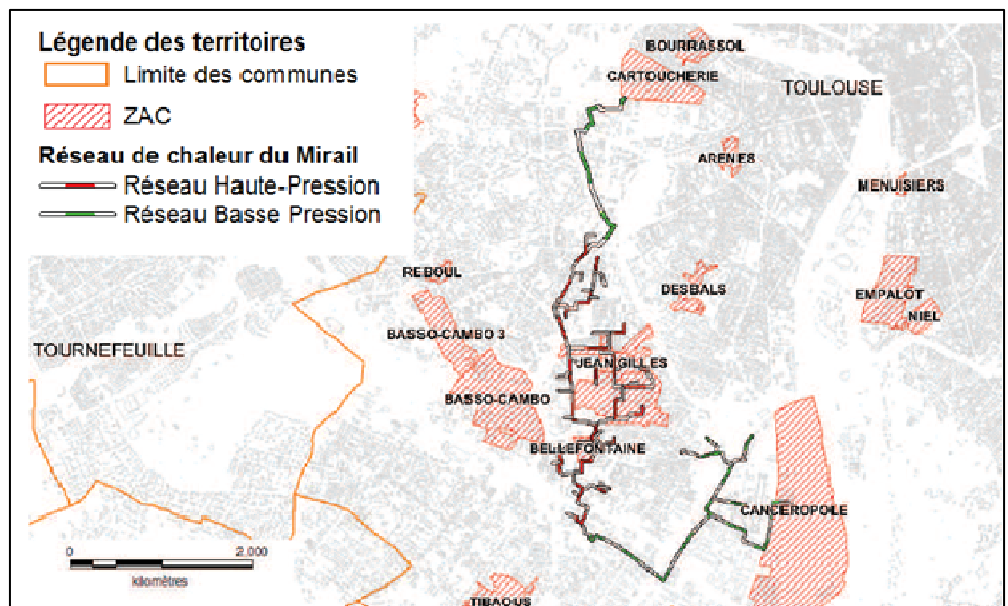 Légende des territoires
Limite des communes
ZAC
Réseau de chaleur du Mirail
Réseau Haute-Pression
Réseau Basse Pression
BOURRASSOL
CARTOUCHERIE
TOULOUSE
ARENES
MENUISIERS
REBOUL
DESBALS
EMPALOT
NIEL
BASSO-CAMBO 3
TOURNEFEUILLE
JEAN GILLES
BASSO-CAMBO
BELLEFONTAINE
CANCEROPOLE
0 2.000
kilomètres